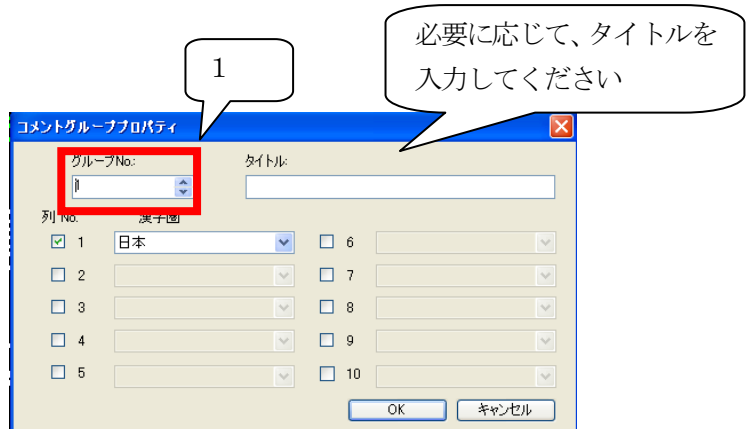 必要に応じて、タイトルを
入力してください
1
コメントグループプロパティ
グループNo.:
タイトル:
1
列 No.
漢字圏
1 日本
6
2
7
3
8
4
9
5
10
OK
キャンセル